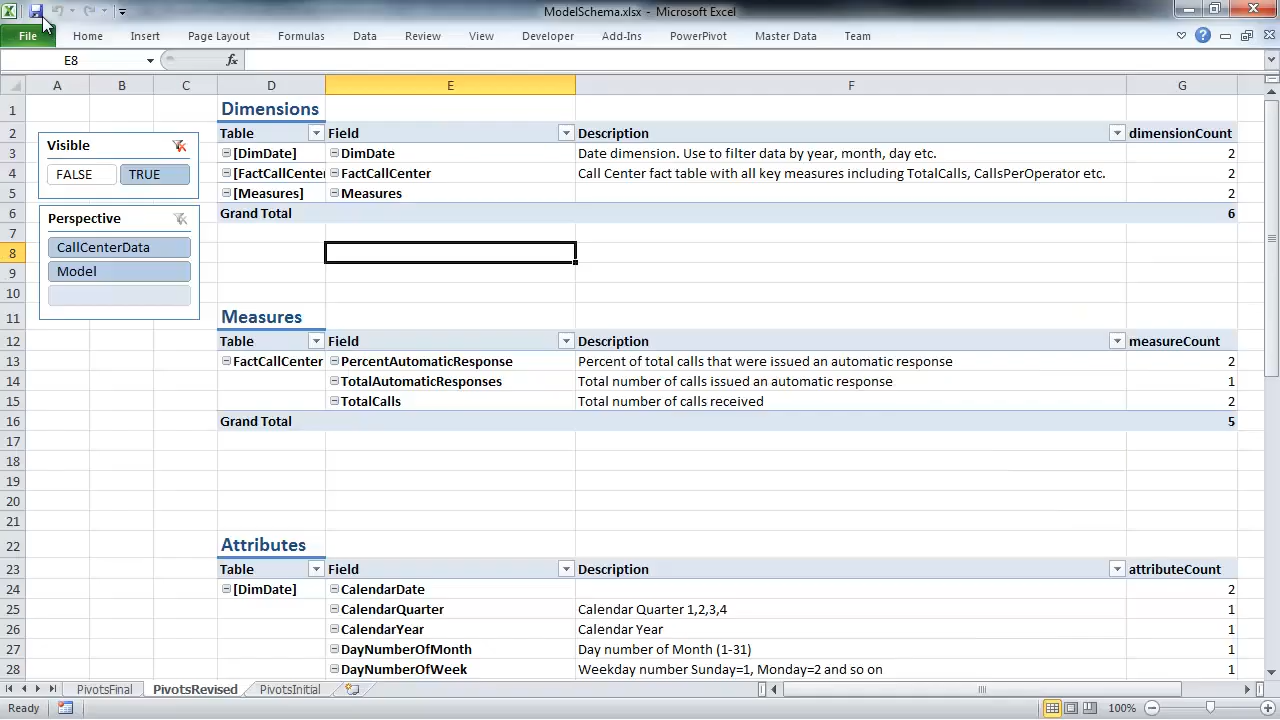 ModelSchema.xlsx - Microsoft Excel
File Home Insert Page Layout Formulas Data Review View Developer Add-Ins PowerPivot Master Data Team
E8 fx
A B C D E F G
1 Dimensions
2 Table Field Description dimensionCount
Visible
FALSE TRUE
3 [DimDate] DimDate Date dimension. Use to filter data by year, month, day etc. 2
4 [FactCallCenter FactCallCenter Call Center fact table with all key measures including TotalCalls, CallsPerOperator etc. 2
5 [Measures] Measures 2
6 Grand Total 6
Perspective
CallCenterData
Model
7
8
9
10
11 Measures
12 Table Field Description measureCount
13 FactCallCenter PercentAutomaticResponse Percent of total calls that were issued an automatic response 2
14 TotalAutomaticResponses Total number of calls issued an automatic response 1
15 TotalCalls Total number of calls received 2
16 Grand Total 5
17
18
19
20
21
22 Attributes
23 Table Field Description attributeCount
24 [DimDate] CalendarDate 2
25 CalendarQuarter Calendar Quarter 1,2,3,4 1
26 CalendarYear Calendar Year 1
27 DayNumberOfMonth Day number of Month (1-31) 1
28 DayNumberOfWeek Weekday number Sunday=1, Monday=2 and so on 1
PivotsFinal PivotsRevised PivotsInitial
Ready 100%